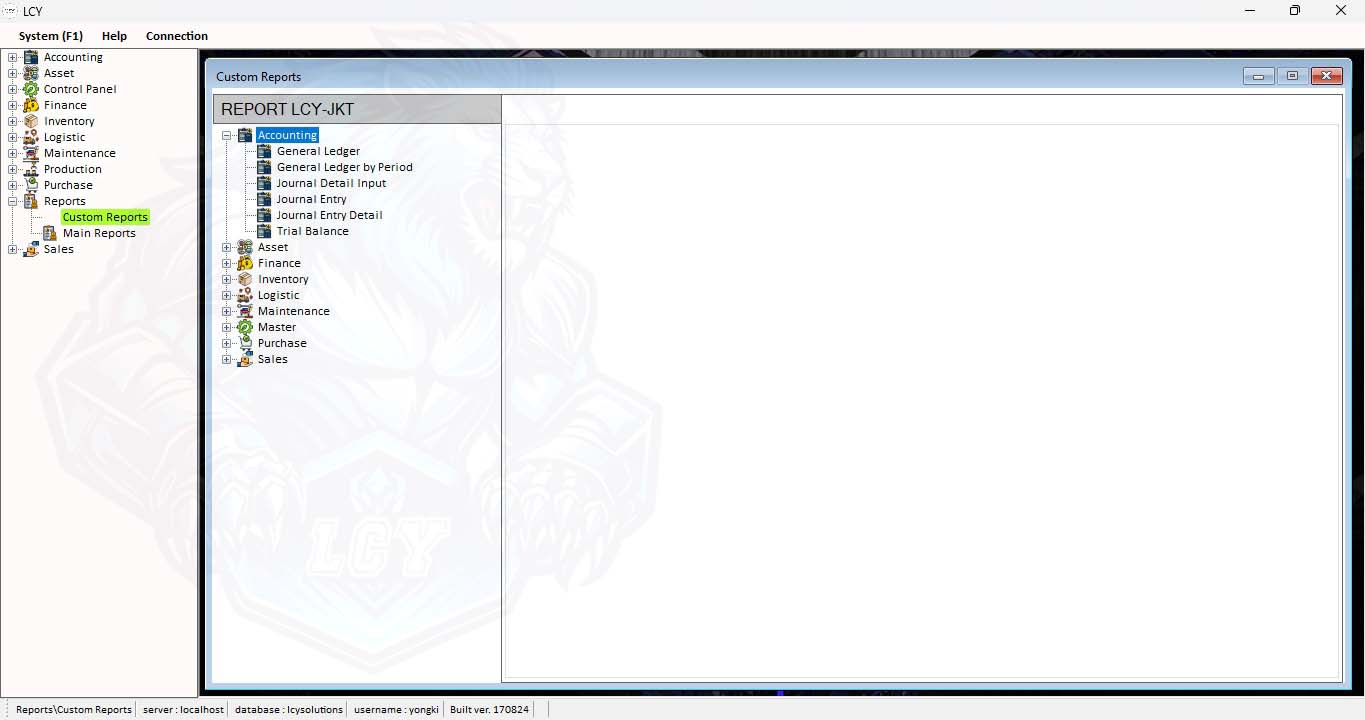 LCY
System (F1) Help Connection
Accounting
Asset
Control Panel
Finance
Inventory
Logistic
Maintenance
Production
Purchase
Reports
Custom Reports
Main Reports
Sales
Custom Reports
REPORT LCY-JKT
Accounting
General Ledger
General Ledger by Period
Journal Detail Input
Journal Entry
Journal Entry Detail
Trial Balance
Asset
Finance
Inventory
Logistic
Maintenance
Master
Purchase
Sales
LCY
Reports\Custom Reports server : localhost database : lcysolutions username : yongki Built ver. 170824